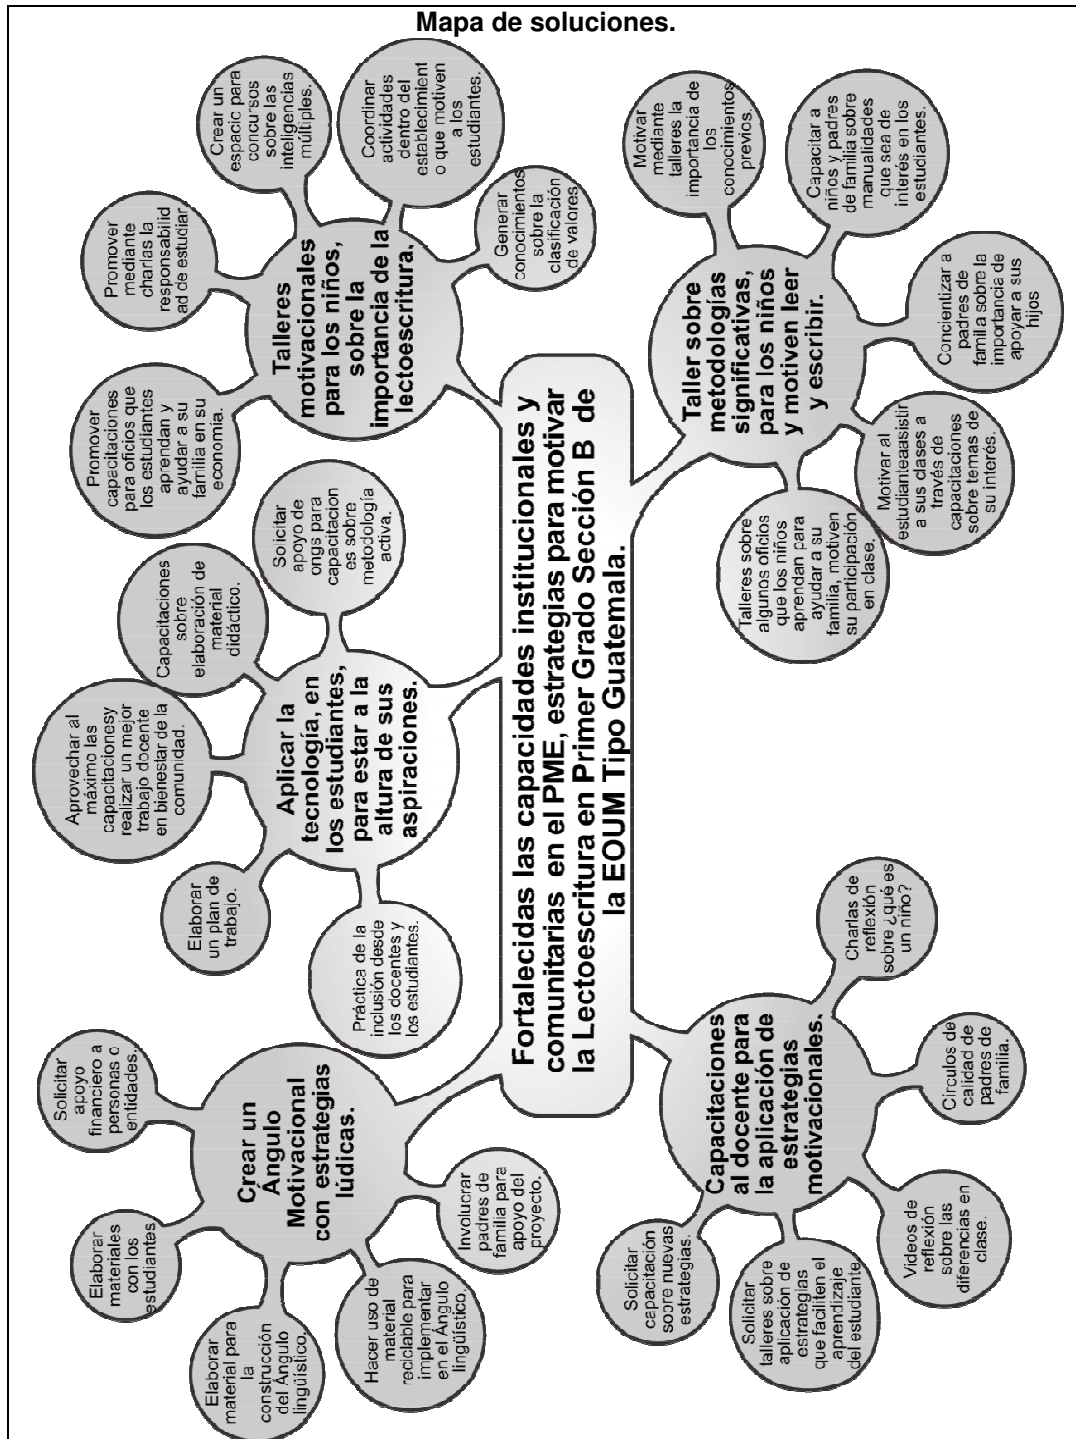 Mapa de soluciones.
Solicitar
apoyo
financiero a
personas o
entidades.
Elaborar
materiales
con los
estudiantes
Elaborar
material para
la
construcción
del Ángulo
lingüístico.
Hacer uso de
material
reciclable para
implementar
en el Ángulo
lingüístico.
Involucrar
padres de
familia para
apoyo del
proyecto.
Crear un
Ángulo
Motivacional
con estrategias
lúdicas.
Aprovechar al
máximo las
capacitacionesy
realizar un mejor
trabajo docente
en bienestar de la
comunidad.
Capacitaciones
sobre
elaboración de
material
didáctico.
Elaborar
un plan de
trabajo.
Solicitar
apoyo de
ongs para
capacitacion
es sobre
metodología
activa.
Práctica de la
inclusión desde
los docentes y
los estudiantes.
Aplicar la
tecnología, en
los estudiantes,
para estar a la
altura de sus
aspiraciones.
Promover
capacitaciones
para oficios que
los estudiantes
aprendan y
ayudar a su
familia en su
economía.
Promover
mediante
charlas la
responsabilid
ad de estudiar
Crear un
espacio para
concursos
sobre las
inteligencias
múltiples.
Coordinar
actividades
dentro del
establecimient
o que motiven
a los
estudiantes.
Generar
conocimientos
sobre la
clasificación
de valores
Talleres
motivacionales
para los niños,
sobre la
importancia de la
lectoescritura.
Fortalecidas las capacidades institucionales y
comunitarias en el PME, estrategias para motivar
la Lectoescritura en Primer Grado Sección B de
la EOUM Tipo Guatemala.
Capacitaciones
al docente para
la aplicación de
estrategias
motivacionales.
Solicitar
capacitación
sobre nuevas
estrategias.
Solicitar
talleres sobre
aplicación de
estrategias
que faciliten el
aprendizaje
del estudiante.
Videos de
reflexión
sobre las
diferencias en
clase.
Círculos de
calidad de
padres de
familia.
Charlas de
reflexión
sobre ¿qué es
un niño?
Taller sobre
metodologías
significativas,
para los niños
y motiven leer
y escribir.
Talleres sobre
algunos oficios
que los niños
aprendan para
ayudar a su
familia, motiven
su participación
en clase.
Motivar al
estudianteaasistir
a sus clases a
través de
capacitaciones
sobre temas de
su interés.
Concientizar a
padres de
familia sobre la
importancia de
apoyar a sus
hijos
Capacitar a
niños y padres
de familia sobre
manualidades
que sea de
interés en los
estudiantes.
Motivar
mediante
talleres la
importancia de
los
conocimientos
previos.